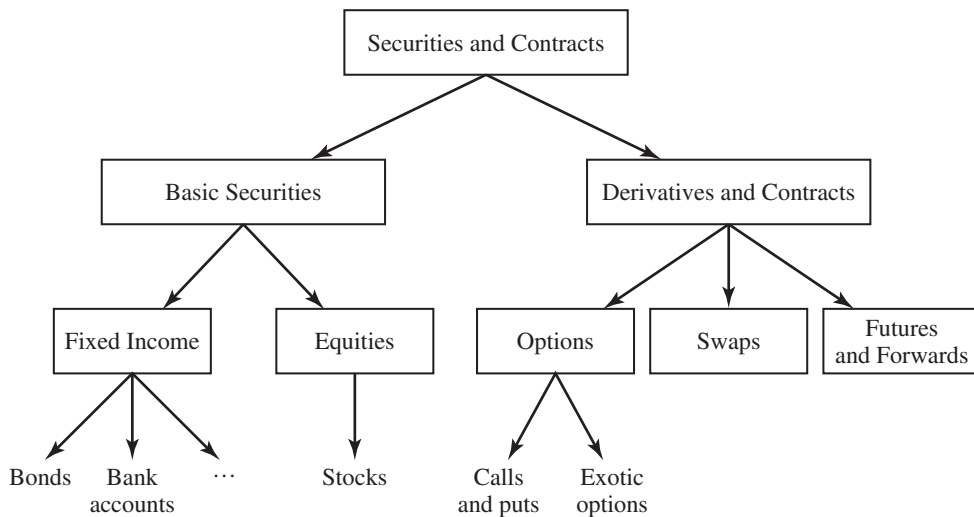 Securities and Contracts
Basic Securities
Derivatives and Contracts
Fixed Income
Equities
Options
Swaps
Futures
and Forwards
Bonds
Bank
accounts
...
Stocks
Calls
and puts
Exotic
options